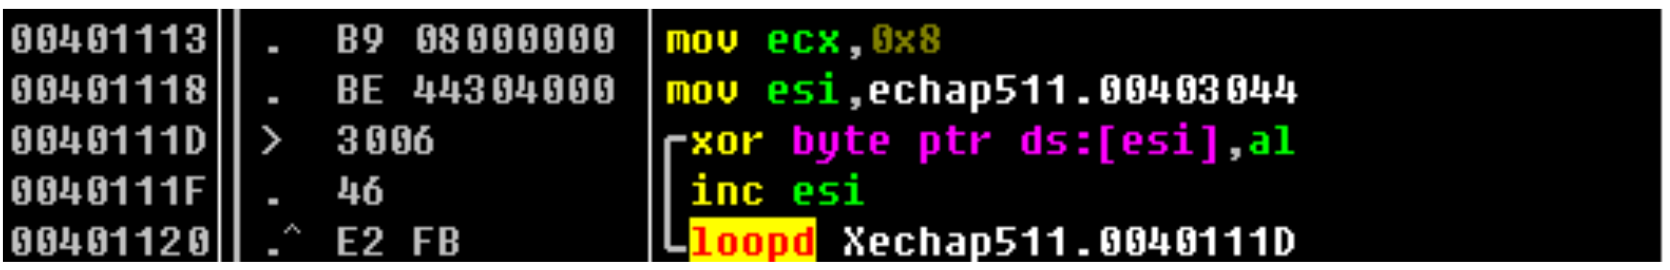 00401113 . B9 08000000 mov ecx,0x8
00401118 . BE 44304000 mov esi,echap511.00403044
0040111D > 3006 xor byte ptr ds:[esi],al
0040111F . 46 inc esi
00401120 .^ E2 FB loopd Xechap511.0040111D